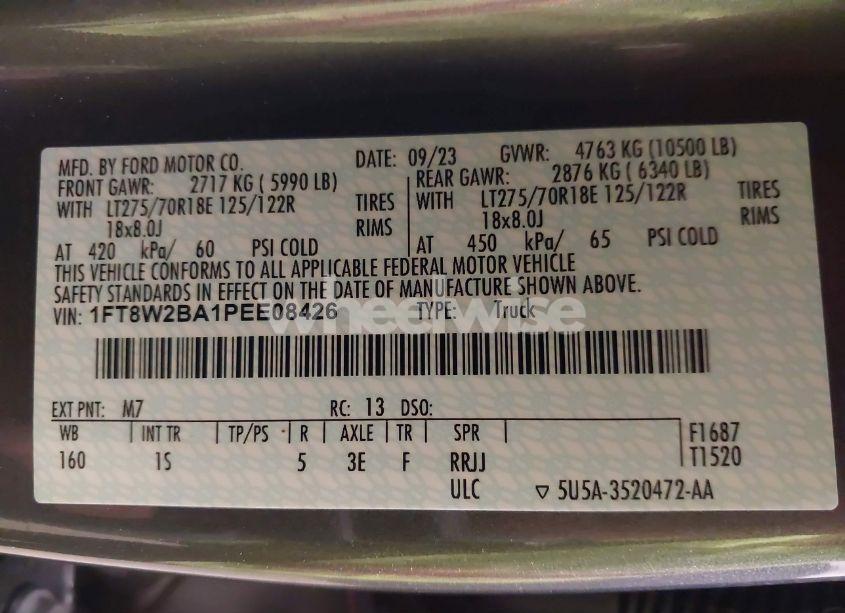 MFD. BY FORD MOTOR CO. DATE: 09/23 GVWR: 4763 KG (10500 LB)
FRONT GAWR: 2717 KG ( 5990 LB) REAR GAWR: 2876 KG ( 6340 LB)
WITH LT275/70R18E 125/122R TIRES WITH LT275/70R18E 125/122R TIRES
18x8.0J RIMS 18x8.0J RIMS
AT 420 kPa/ 60 PSI COLD AT 450 kPa/ 65 PSI COLD
THIS VEHICLE CONFORMS TO ALL APPLICABLE FEDERAL MOTOR VEHICLE
SAFETY STANDARDS IN EFFECT ON THE DATE OF MANUFACTURE SHOWN ABOVE.
VIN: 1FT8W2BA1PEE08426 TYPE: Truck
wheelwise
EXT PNT: M7 RC: 13 DSO:
WB INT TR TP/PS R AXLE TR SPR F1687
160 1S 5 3E F RRJJ T1520
ULC ▽ 5U5A-3520472-AA